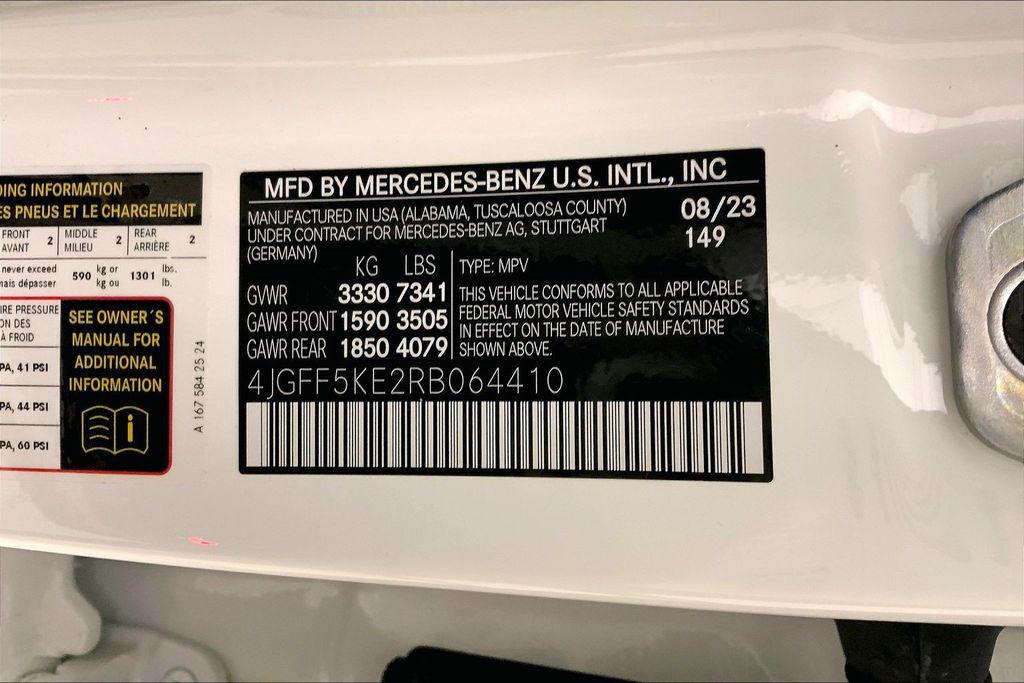 DING INFORMATION
ES PNEUS ET LE CHARGEMENT
FRONT AVANT 2 MIDDLE MILIEU 2 REAR ARRIÈRE 2
never exceed 590 kg or 1301 lbs.
mais dépasser kg ou lb.
IRE PRESSURE
ON DES
À FROID
PA, 41 PSI
PA, 44 PSI
PA, 60 PSI
SEE OWNER´S
MANUAL FOR
ADDITIONAL
INFORMATION
A 167 584 25 24
MFD BY MERCEDES-BENZ U.S. INTL., INC
MANUFACTURED IN USA (ALABAMA, TUSCALOOSA COUNTY) 08/23
UNDER CONTRACT FOR MERCEDES-BENZ AG, STUTTGART 149
(GERMANY)
KG LBS
GVWR 3330 7341
GAWR FRONT 1590 3505
GAWR REAR 1850 4079
TYPE: MPV
THIS VEHICLE CONFORMS TO ALL APPLICABLE
FEDERAL MOTOR VEHICLE SAFETY STANDARDS
IN EFFECT ON THE DATE OF MANUFACTURE
SHOWN ABOVE.
4JGFF5KE2RB064410